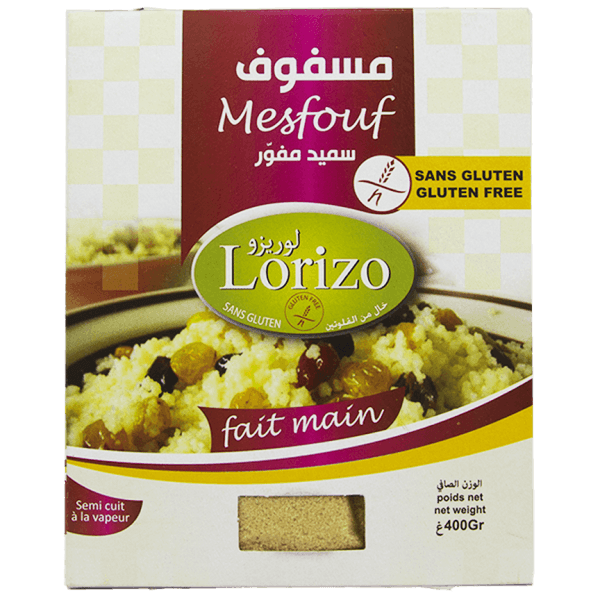 مسفوف
Mesfouf
سميد مفوّر
SANS GLUTEN
GLUTEN FREE
لوريزو
Lorizo
SANS GLUTEN
GLUTEN FREE
خال من الغلوتين
fait main
Semi cuit
à la vapeur
الوزن الصافي
poids net
net weight
400Gr غ